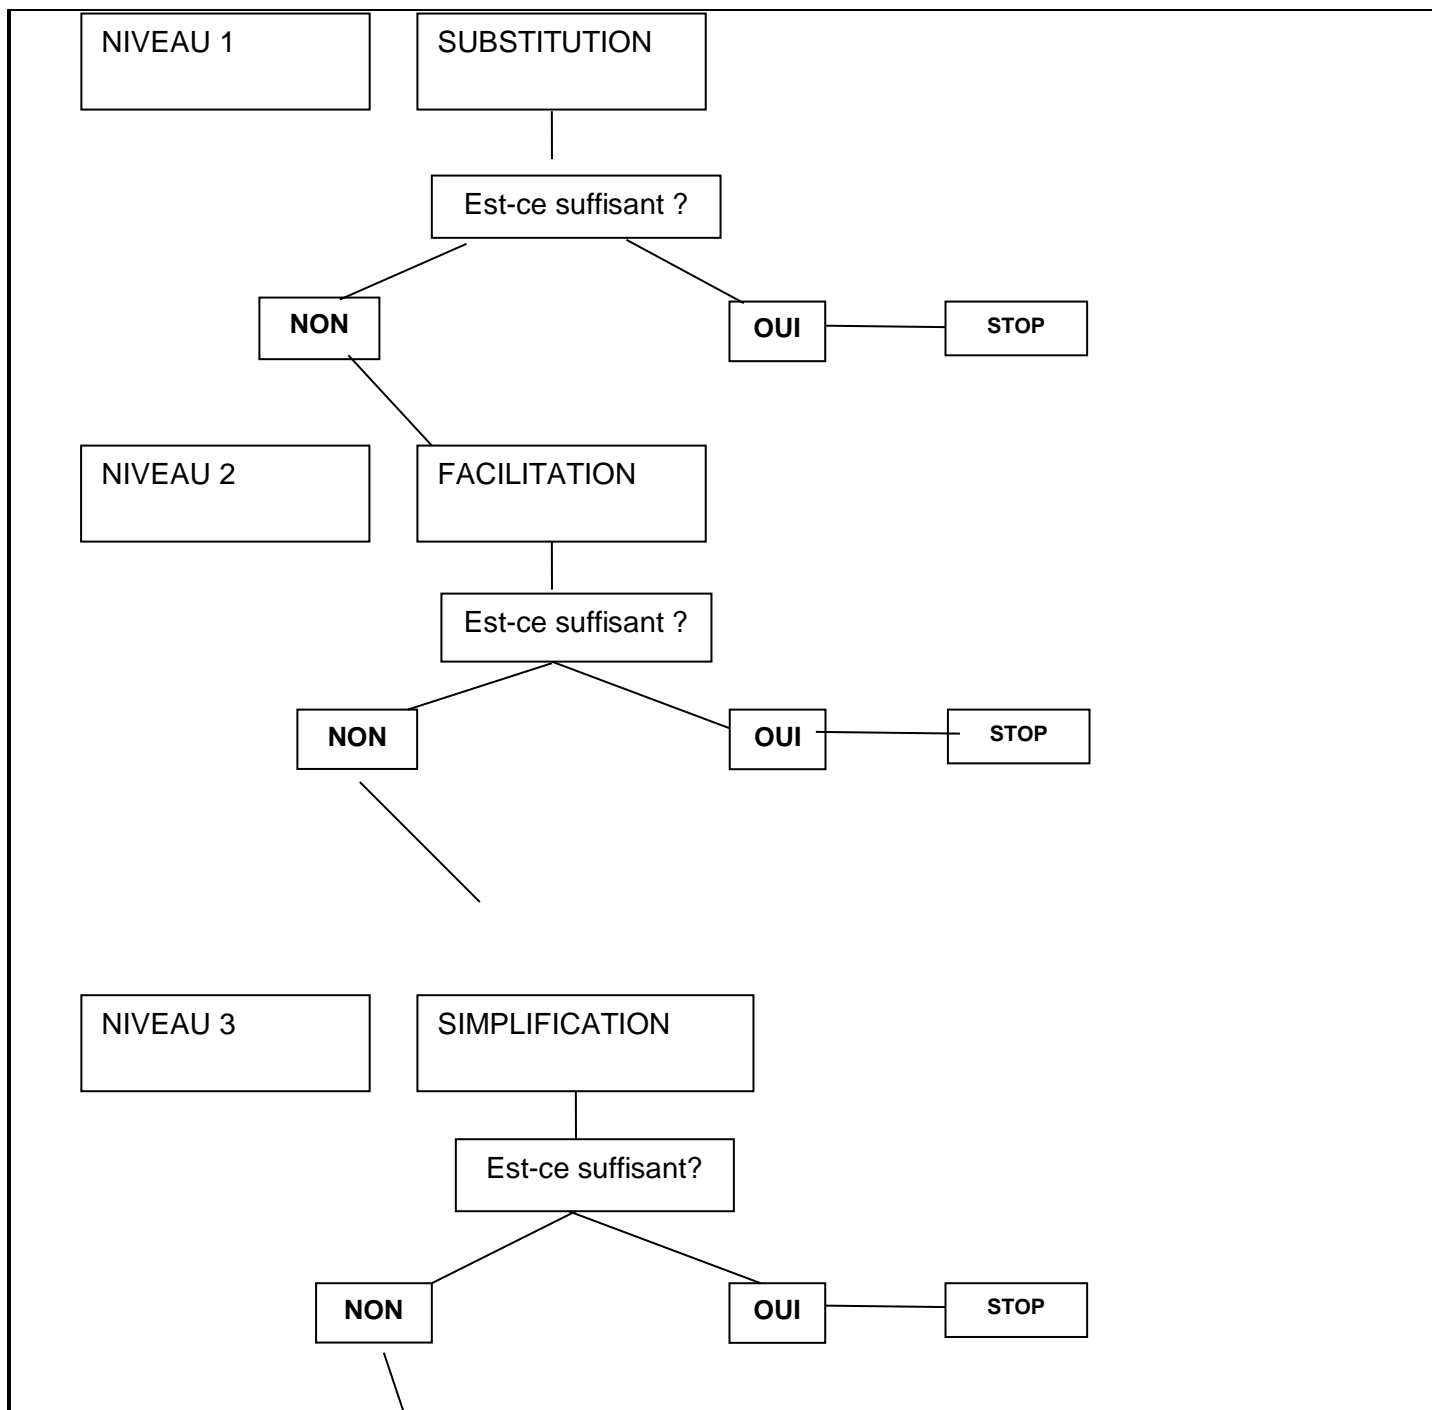 NIVEAU 1
SUBSTITUTION
Est-ce suffisant ?
NON
OUI
STOP
NIVEAU 2
FACILITATION
Est-ce suffisant ?
NON
OUI
STOP
NIVEAU 3
SIMPLIFICATION
Est-ce suffisant?
NON
OUI
STOP